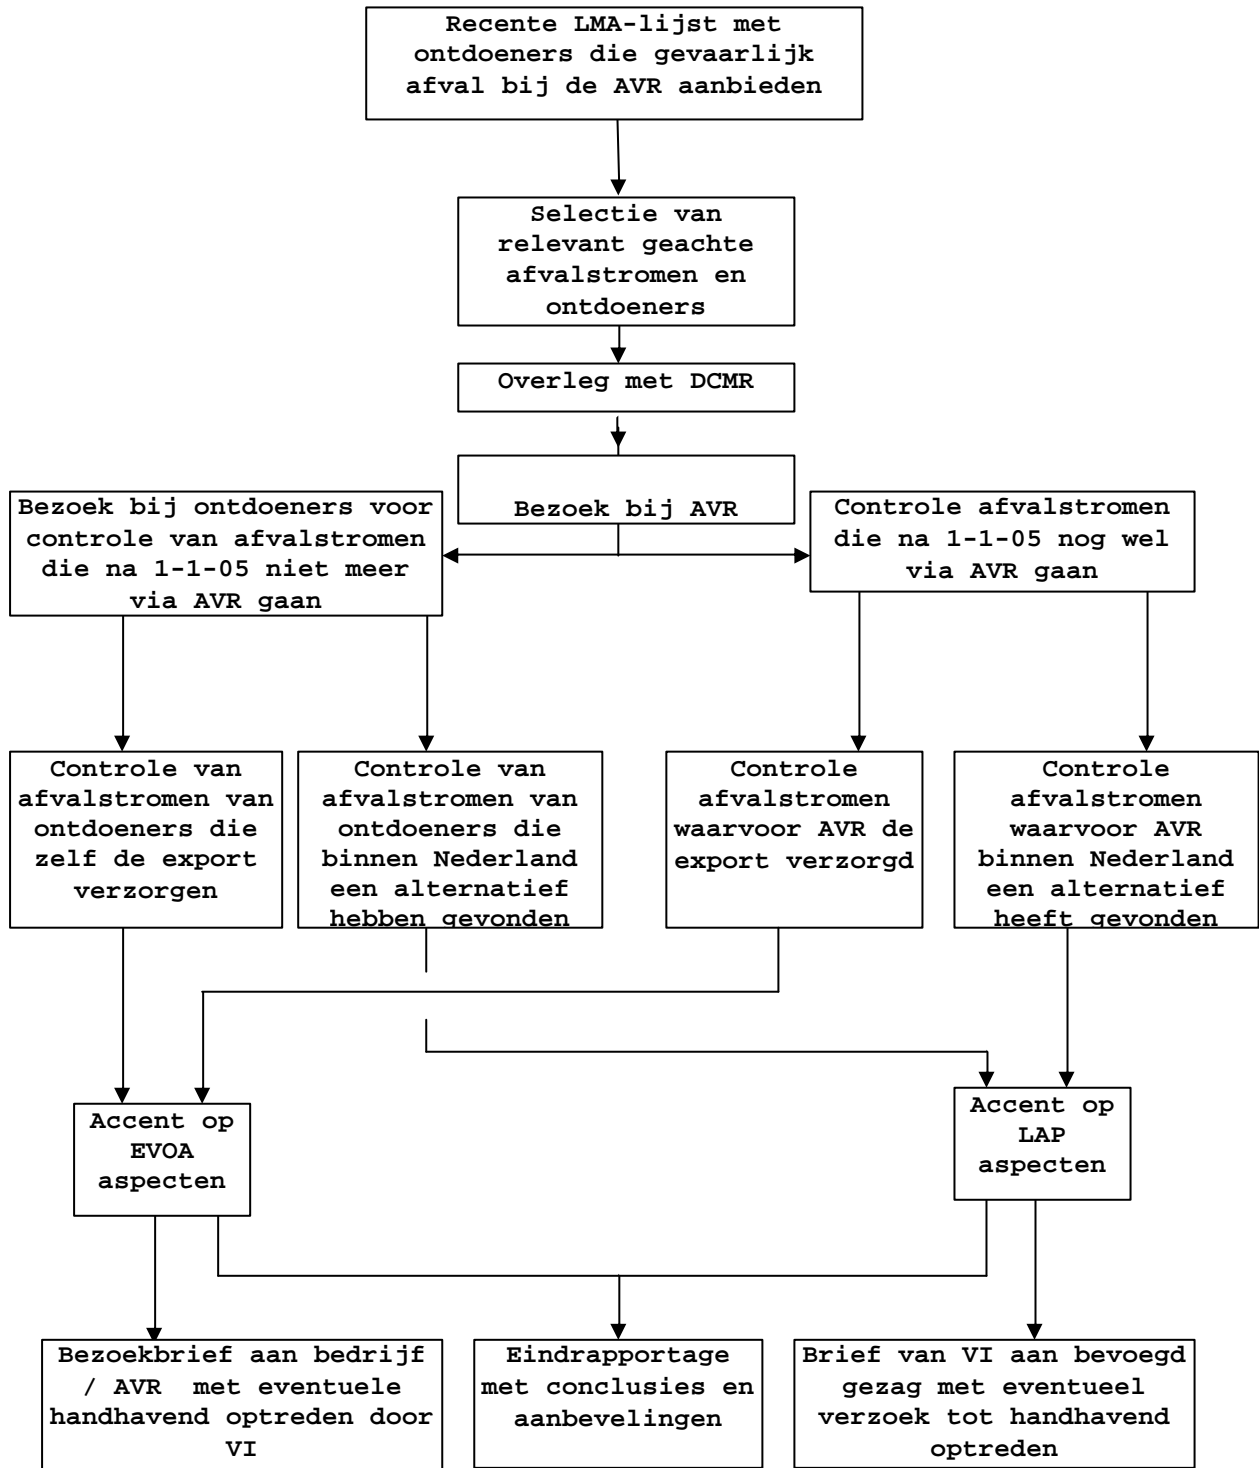 Recente LMA-lijst met
ontdoeners die gevaarlijk
afval bij de AVR aanbieden
Selectie van
relevant geachte
afvalstromen en
ontdoeners
Overleg met DCMR
Bezoek bij AVR
Bezoek bij ontdoeners voor
controle van afvalstromen
die na 1-1-05 niet meer
via AVR gaan
Controle afvalstromen
die na 1-1-05 nog wel
via AVR gaan
Controle van
afvalstromen van
ontdoeners die
zelf de export
verzorgen
Controle van
afvalstromen van
ontdoeners die
binnen Nederland
een alternatief
hebben gevonden
Controle
afvalstromen
waarvoor AVR de
export verzorgd
Controle
afvalstromen
waarvoor AVR
binnen Nederland
een alternatief
heeft gevonden
Accent op
EVOA
aspecten
Accent op
LAP
aspecten
Bezoekbrief aan bedrijf
/ AVR  met eventuele
handhavend optreden door
VI
Eindrapportage
met conclusies en
aanbevelingen
Brief van VI aan bevoegd
gezag met eventueel
verzoek tot handhavend
optreden